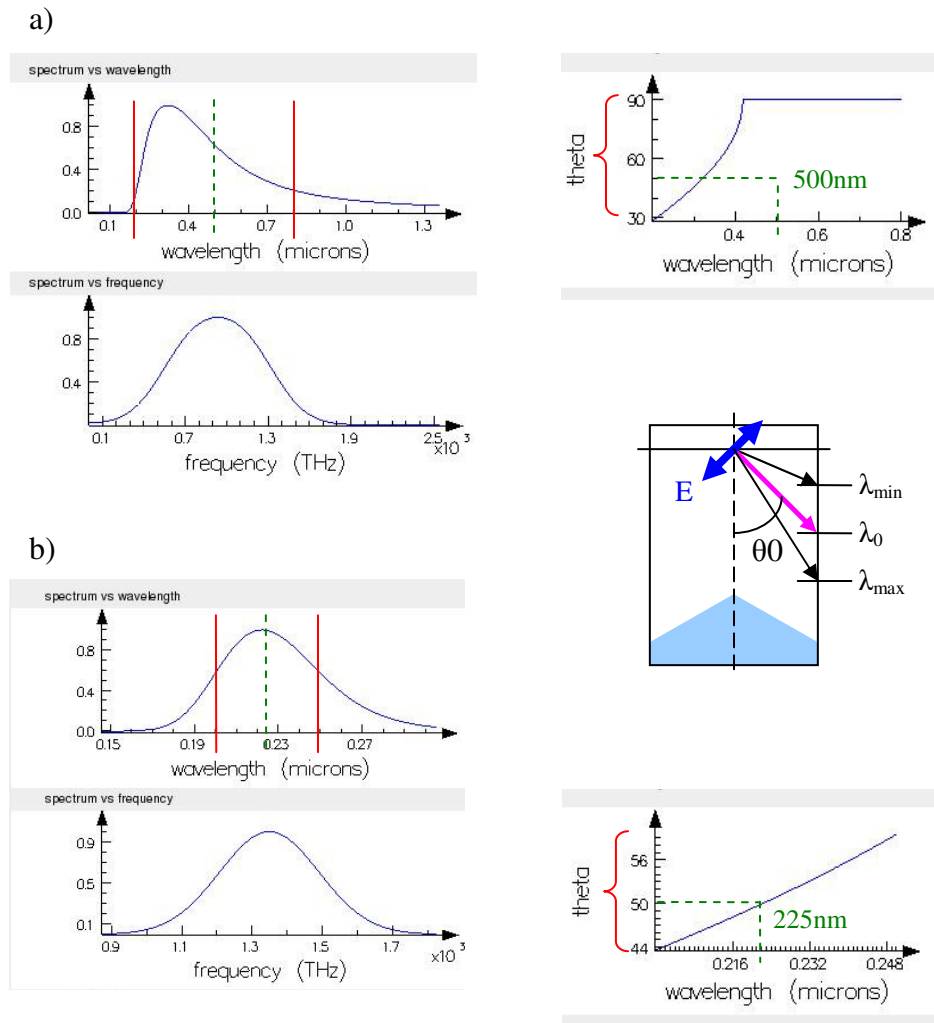 a)
spectrum vs wavelength
0.8
0.4
0.0
0.1 0.4 0.7 1.0 1.3
wavelength (microns)
spectrum vs frequency
0.8
0.4
0.1 0.7 1.3 1.9 2.5
×10 ³
frequency (THz)
90
60
30
theta
500nm
0.4 0.6 0.8
wavelength (microns)
E
θ0
λmin
λ0
λmax
b)
spectrum vs wavelength
0.8
0.4
0.0
0.15 0.19 0.23 0.27
wavelength (microns)
spectrum vs frequency
0.9
0.5
0.1
0.9 1.1 1.3 1.5 1.7
×10 ³
frequency (THz)
56
50
44
theta
225nm
0.216 0.232 0.248
wavelength (microns)